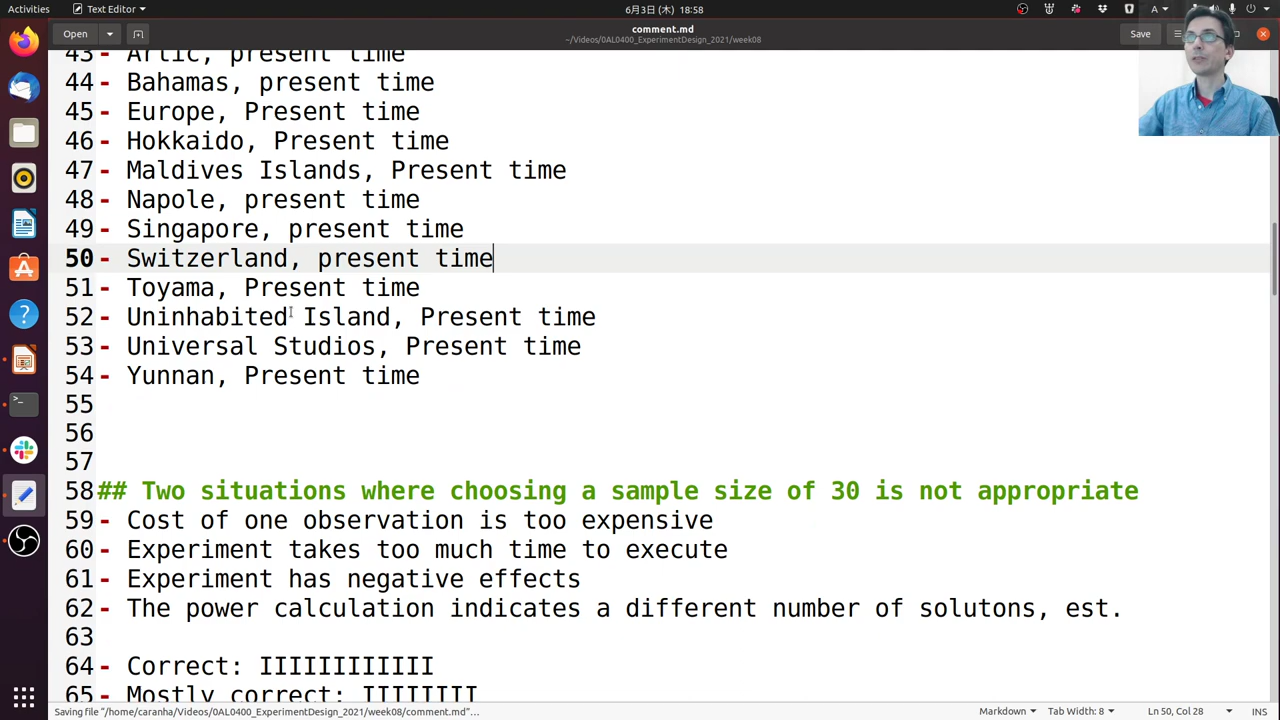 Activities
Text Editor
6月3日 (木) 18:58
A
Open
comment.md
~/Videos/0AL0400_ExperimentDesign_2021/week08
Save
43- Artic, present time
44- Bahamas, present time
45- Europe, Present time
46- Hokkaido, Present time
47- Maldives Islands, Present time
48- Napole, present time
49- Singapore, present time
50- Switzerland, present time
51- Toyama, Present time
52- Uninhabited Island, Present time
53- Universal Studios, Present time
54- Yunnan, Present time
55
56
57
58## Two situations where choosing a sample size of 30 is not appropriate
59- Cost of one observation is too expensive
60- Experiment takes too much time to execute
61- Experiment has negative effects
62- The power calculation indicates a different number of solutons, est.
63
64- Correct: IIIIIIIIIIII
65- Mostly correct: IIIIIIII
Saving file "/home/caranha/Videos/0AL0400_ExperimentDesign_2021/week08/comment.md"…
Markdown
Tab Width: 8
Ln 50, Col 28
INS